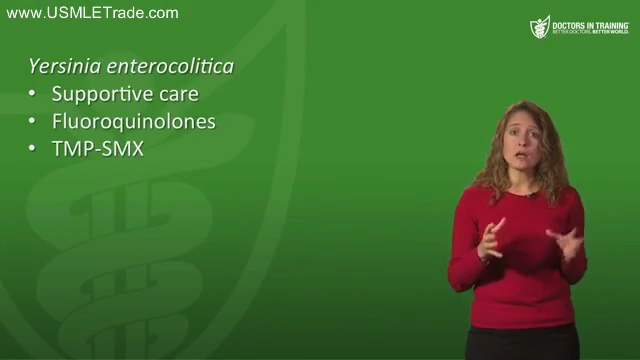 www.USMLETrade.com
DOCTORS IN TRAINING
BETTER DOCTORS. BETTER WORLD.
Yersinia enterocolitica
• Supportive care
• Fluoroquinolones
• TMP-SMX